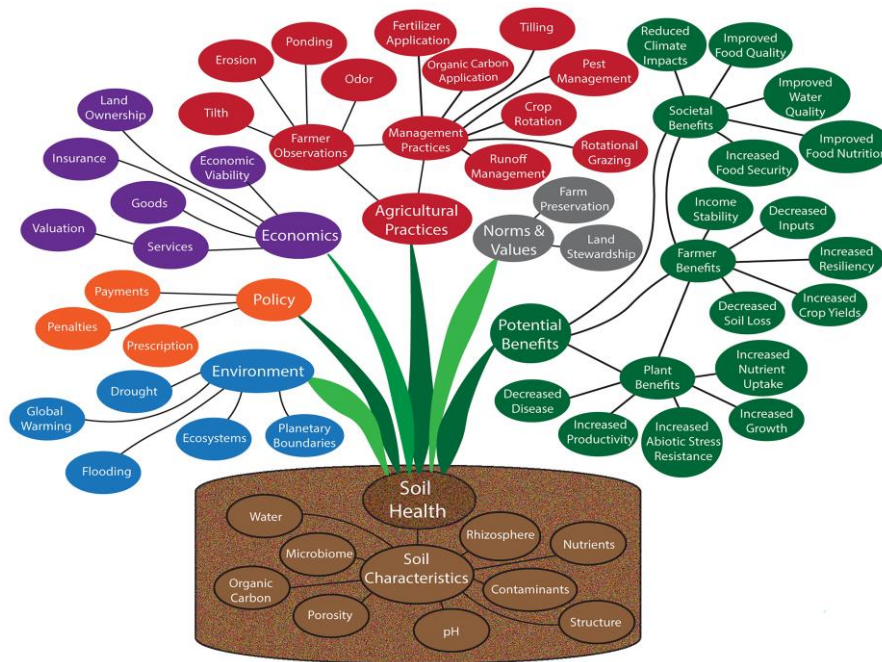 Fertilizer
Application
Tilling
Reduced
Climate
Impacts
Improved
Food Quality
Ponding
Erosion
Odor
Organic Carbon
Application
Pest
Management
Land
Ownership
Tilth
Crop
Rotation
Societal
Benefits
Improved
Water
Quality
Farmer
Observations
Management
Practices
Rotational
Grazing
Improved
Food Nutrition
Insurance
Economic
Viability
Runoff
Management
Increased
Food Security
Goods
Agricultural
Practices
Farm
Preservation
Income
Stability
Decreased
Inputs
Valuation
Services
Economics
Norms &
Values
Land
Stewardship
Farmer
Benefits
Increased
Resiliency
Payments
Policy
Decreased
Soil Loss
Increased
Crop Yields
Penalties
Prescription
Potential
Benefits
Environment
Plant
Benefits
Increased
Nutrient
Uptake
Drought
Decreased
Disease
Global
Warming
Ecosystems
Planetary
Boundaries
Increased
Productivity
Increased
Abiotic Stress
Resistance
Increased
Growth
Flooding
Soil
Health
Water
Rhizosphere
Nutrients
Microbiome
Soil
Characteristics
Organic
Carbon
Contaminants
Porosity
pH
Structure